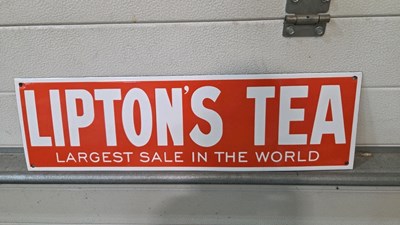 LIPTON'S TEA
LARGEST SALE IN THE WORLD